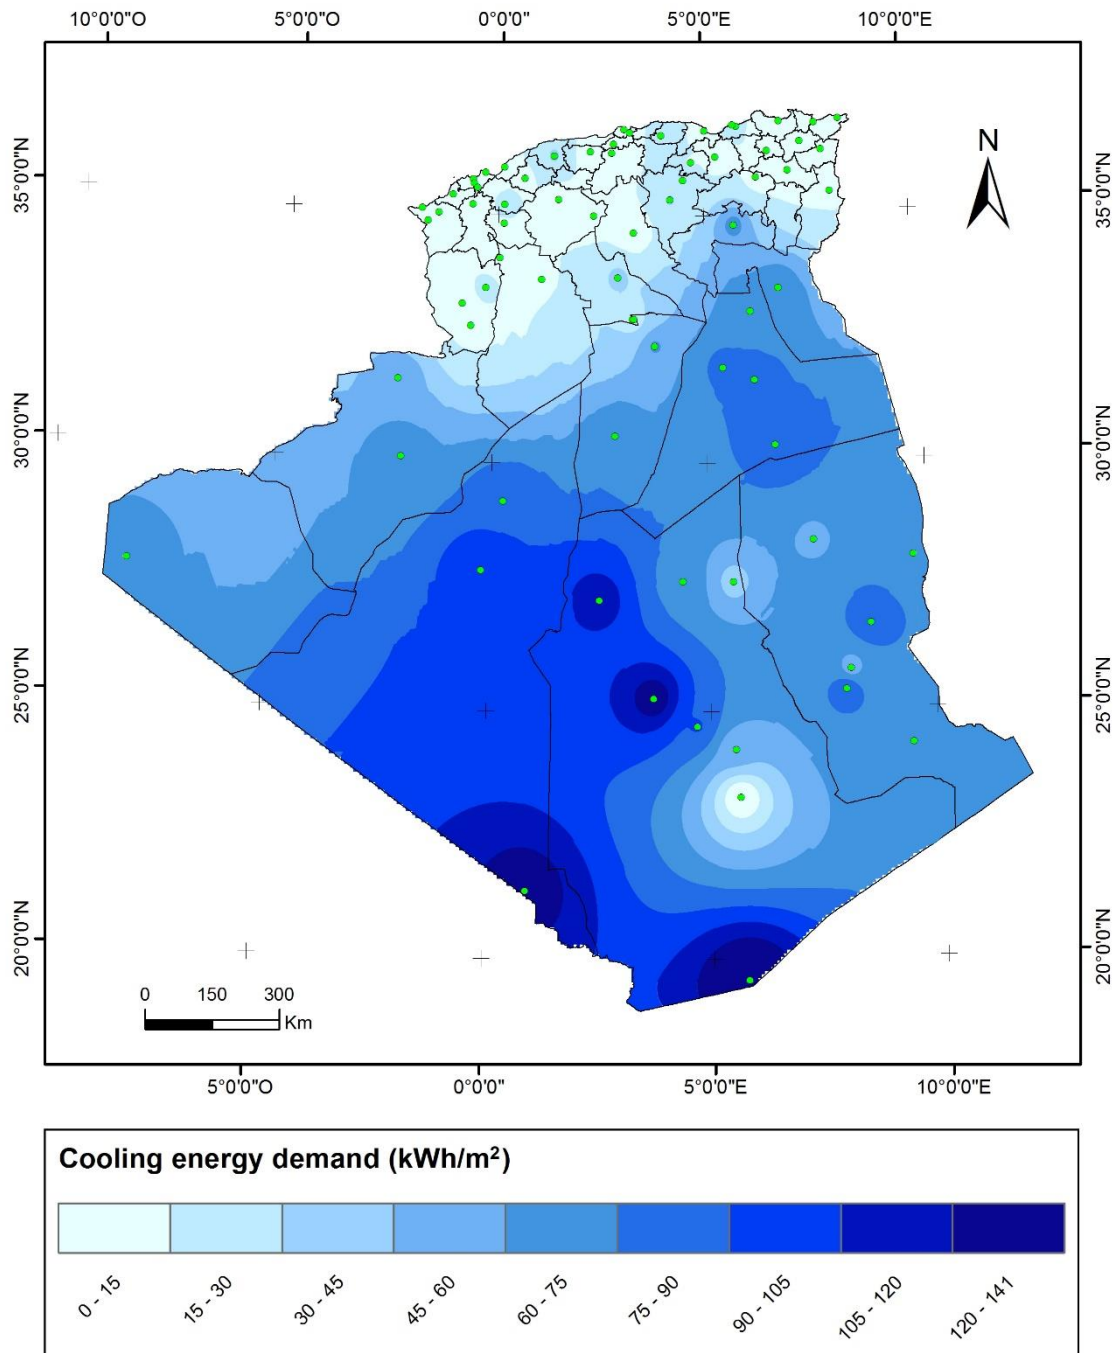 10°0'0"O 5°0'0"O 0°0'0" 5°0'0"E 10°0'0"E
N
35°0'0"N 35°0'0"N
30°0'0"N 30°0'0"N
25°0'0"N 25°0'0"N
20°0'0"N 20°0'0"N
0 150 300
Km
5°0'0"O 0°0'0" 5°0'0"E 10°0'0"E
Cooling energy demand (kWh/m²)
0 - 15 15 - 30 30 - 45 45 - 60 60 - 75 75 - 90 90 - 105 105 - 120 120 - 141